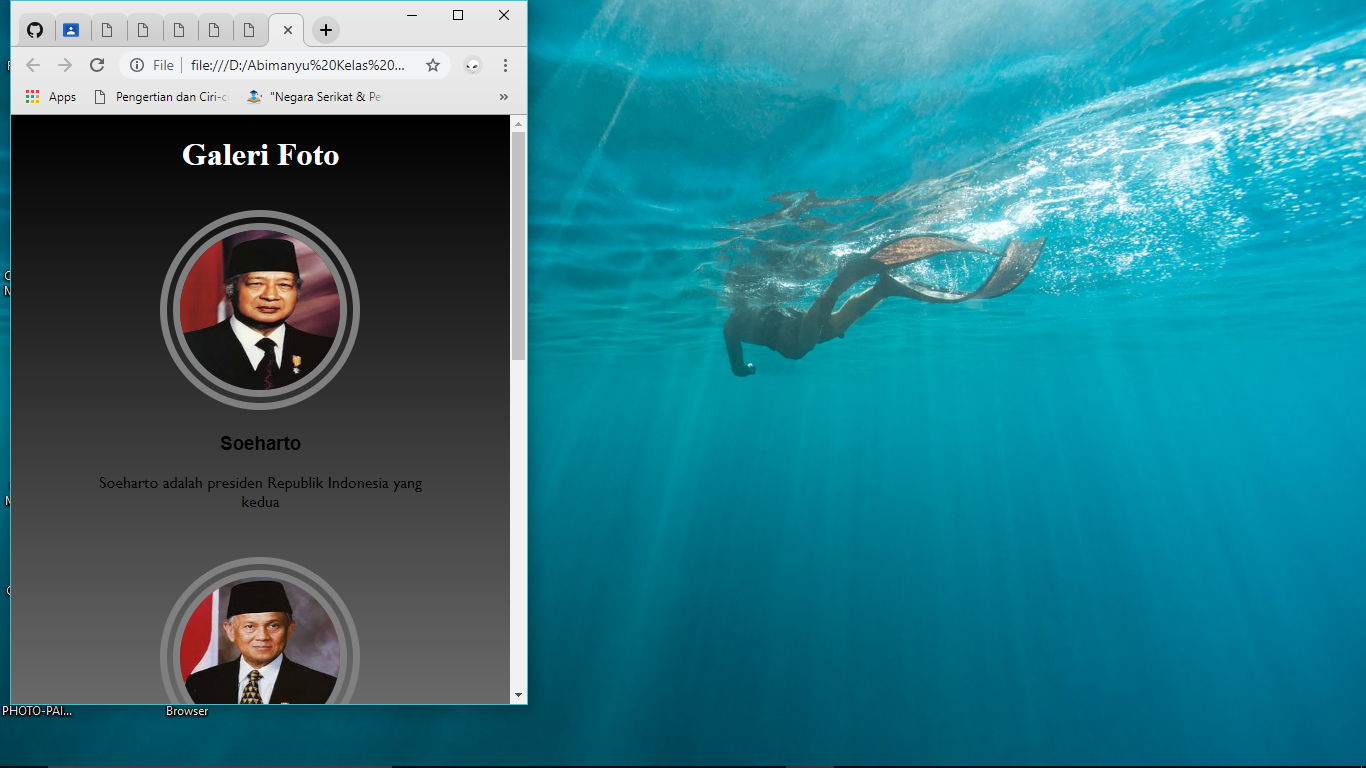 File
file:///D:/Abimanyu%20Kelas%20...
Apps
Pengertian dan Ciri-c
"Negara Serikat & Pe
Galeri Foto
Soeharto
Soeharto adalah presiden Republik Indonesia yang
kedua
PHOTO-PAI...
Browser